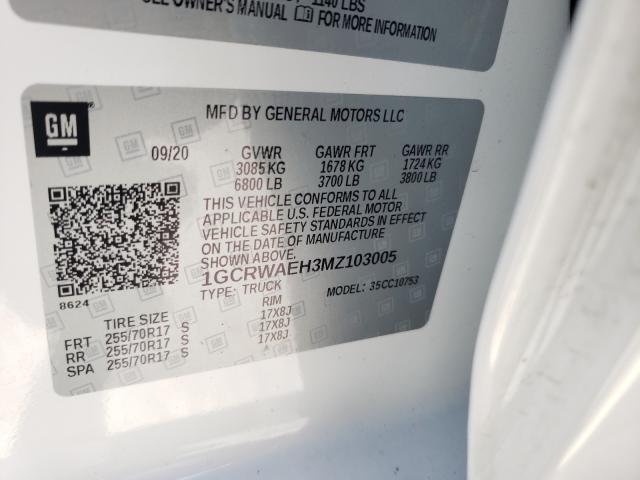 1140 LBS
SEE OWNER'S MANUAL FOR MORE INFORMATION
GM
MFD BY GENERAL MOTORS LLC
09/20 GVWR GAWR FRT GAWR RR
3085 KG 1678 KG 1724 KG
6800 LB 3700 LB 3800 LB
THIS VEHICLE CONFORMS TO ALL
APPLICABLE U.S. FEDERAL MOTOR
VEHICLE SAFETY STANDARDS IN EFFECT
ON THE DATE OF MANUFACTURE
SHOWN ABOVE.
1GCRWAEH3MZ103005
TYPE: TRUCK MODEL: 35CC10753
8624
TIRE SIZE RIM
FRT 255/70R17 S 17X8J
RR 255/70R17 S 17X8J
SPA 255/70R17 S 17X8J